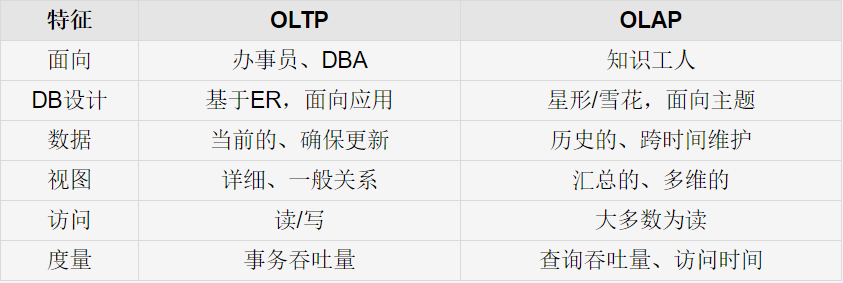 特征 OLTP OLAP
面向 办事员、DBA 知识工人
DB设计 基于ER，面向应用 星形/雪花，面向主题
数据 当前的、确保更新 历史的、跨时间维护
视图 详细、一般关系 汇总的、多维的
访问 读/写 大多数为读
度量 事务吞吐量 查询吞吐量、访问时间